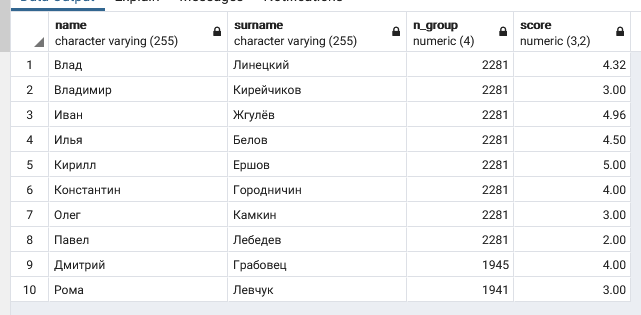 Data Output Explain Messages Notifications
name surname n_group score
character varying (255) character varying (255) numeric (4) numeric (3,2)
1 Влад Линецкий 2281 4.32
2 Владимир Кирейчиков 2281 3.00
3 Иван Жгулёв 2281 4.96
4 Илья Белов 2281 4.50
5 Кирилл Ершов 2281 5.00
6 Константин Городничин 2281 4.00
7 Олег Камкин 2281 3.00
8 Павел Лебедев 2281 2.00
9 Дмитрий Грабовец 1945 4.00
10 Рома Левчук 1941 3.00